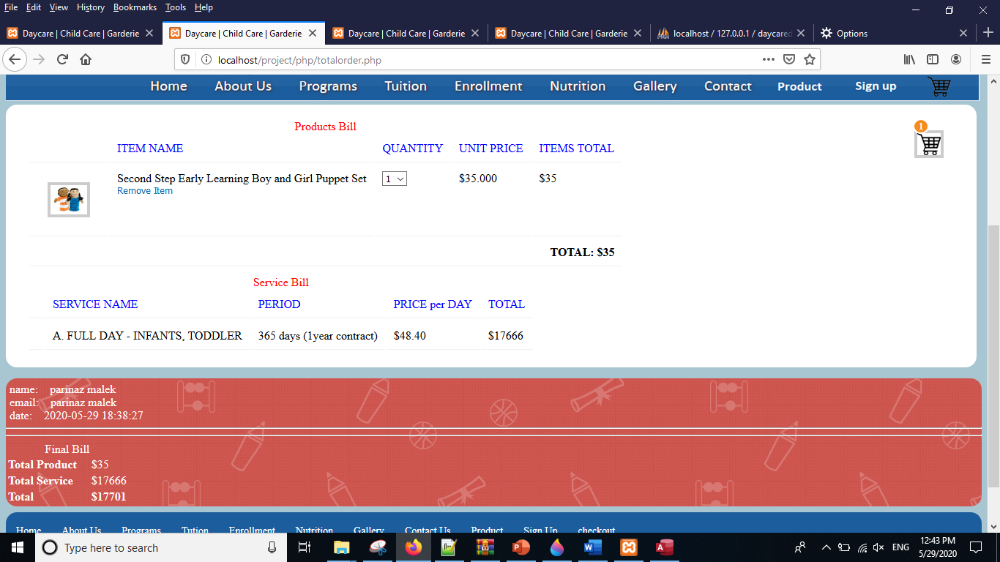 File Edit View History Bookmarks Tools Help
Daycare | Child Care | Garderie Daycare | Child Care | Garderie Daycare | Child Care | Garderie Daycare | Child Care | Garderie localhost / 127.0.0.1 / daycared Options
localhost/project/php/totalorder.php
Home About Us Programs Tuition Enrollment Nutrition Gallery Contact Product Sign up
Products Bill
1
ITEM NAME QUANTITY UNIT PRICE ITEMS TOTAL
Second Step Early Learning Boy and Girl Puppet Set 1 $35.000 $35
Remove Item
TOTAL: $35
Service Bill
SERVICE NAME PERIOD PRICE per DAY TOTAL
A. FULL DAY - INFANTS, TODDLER 365 days (1year contract) $48.40 $17666
name: parinaz malek
email: parinaz malek
date: 2020-05-29 18:38:27
Final Bill
Total Product $35
Total Service $17666
Total $17701
Home About Us Programs Tution Enrollment Nutrition Gallery Contact Us Product Sign Up checkout
Type here to search
ENG
12:43 PM
5/29/2020